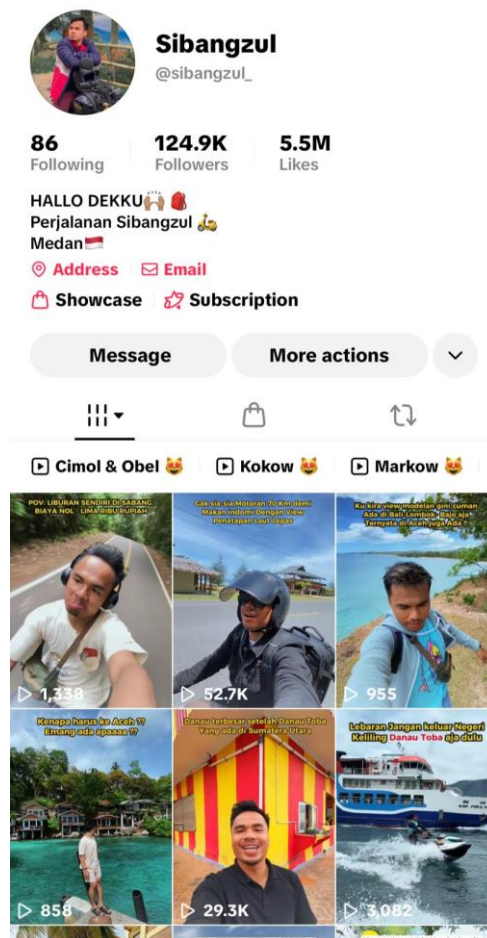 Sibangzul
@sibangzul_
86
Following
124.9K
Followers
5.5M
Likes
HALLO DEKKU🙌🏽 🎒
Perjalanan Sibangzul 🛵
Medan🇮🇩
Address
Email
Showcase
Subscription
Message
More actions
Cimol & Obel 😻
Kokow 😻
Markow 😻
POV: LIBURAN SENDIRI DI SABANG
BIAYA NOL - LIMA RIBU RUPIAH
1,338
Gak sia sia Motoran 70 Km demi
Makan indomi Dengan View
Penatapan Laut Lepas
52.7K
Ku kira view modelan gini cuman
Ada di Bali-Lombok- Bajo aja
Ternyata di Aceh juga Ada !!
955
Kenapa harus ke Aceh ??
Emang ada apaaaa ??
858
Danau terbesar setelah Danau Toba
Yang ada di Sumatera Utara
29.3K
Lebaran Jangan keluar Negeri
Keliling Danau Toba aja dulu
3,082